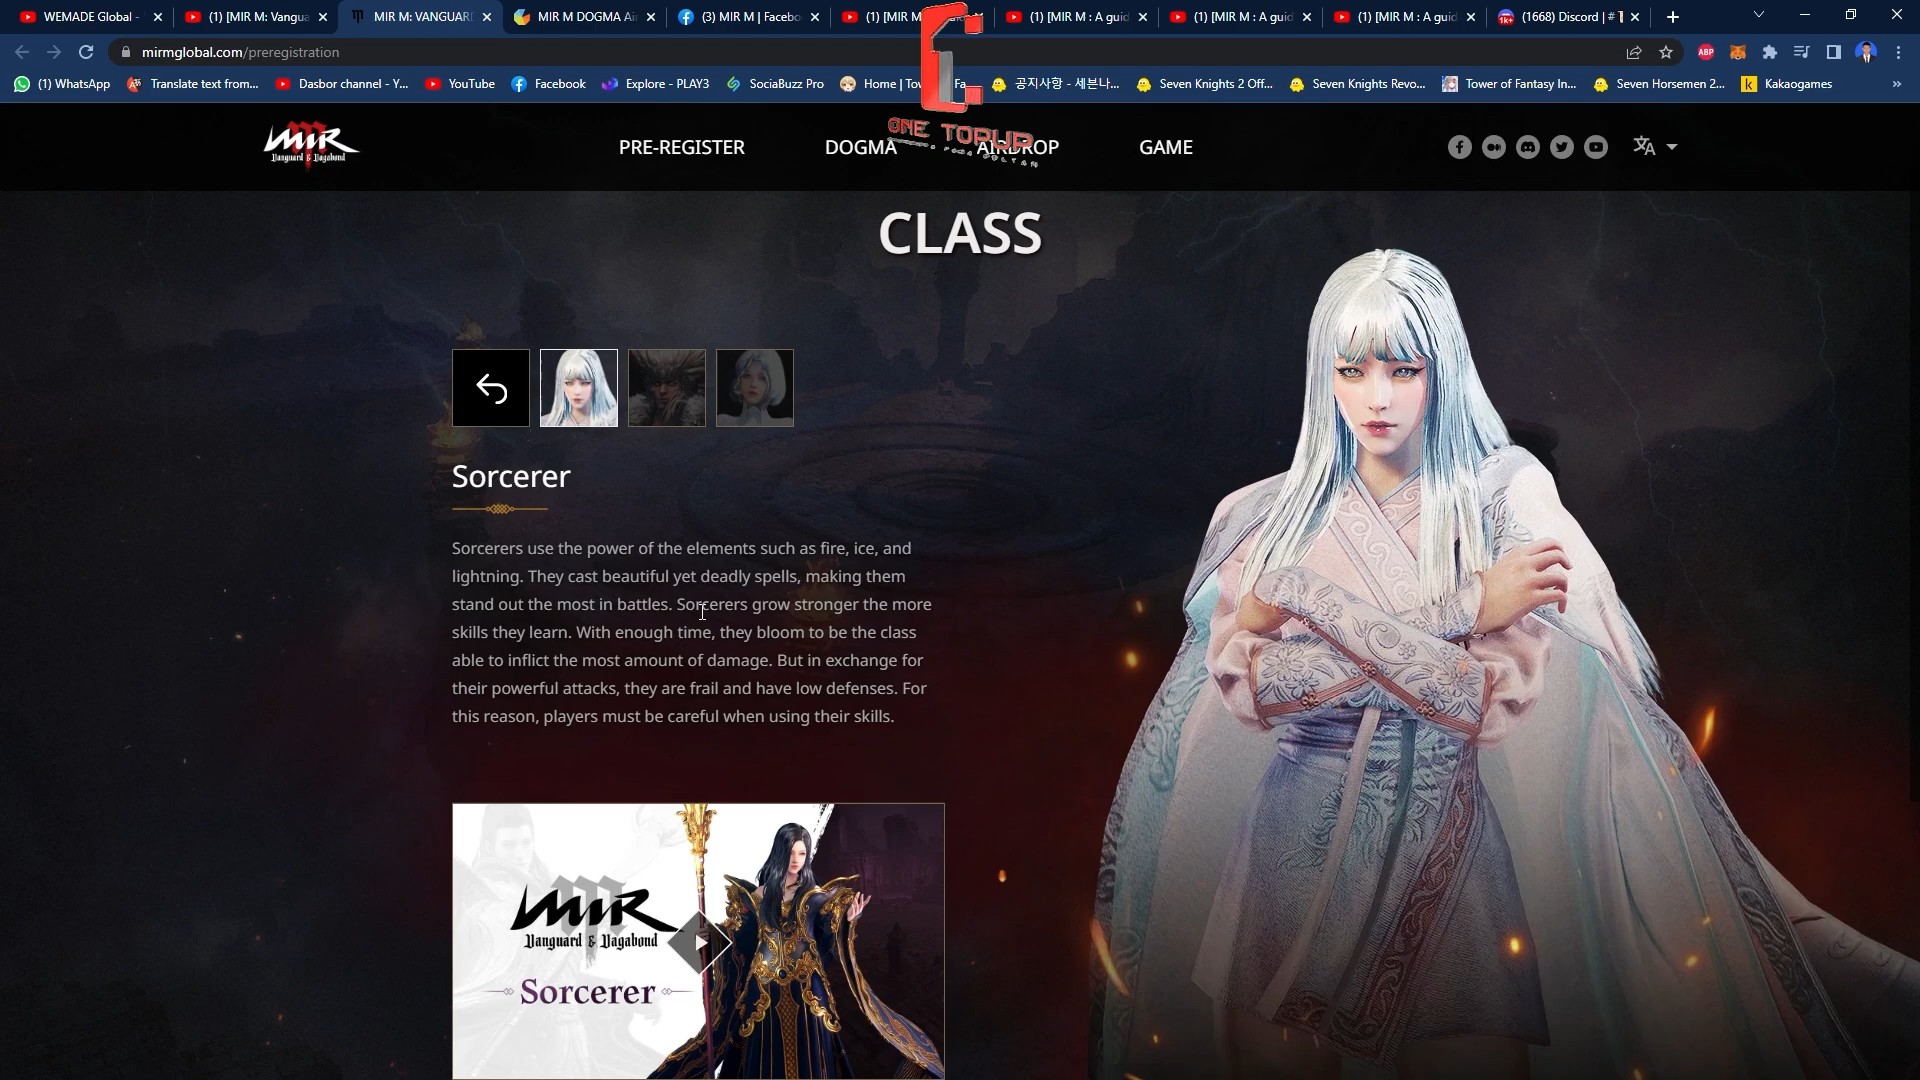 WEMADE Global -
(1) [MIR M: Vangua
MIR M: VANGUARD
MIR M DOGMA Air
(3) MIR M | Facebo
(1) [MIR M
(1) [MIR M : A guid
(1) [MIR M : A guid
(1) [MIR M : A guid
1k+
(1668) Discord | #
mirmglobal.com/preregistration
ABP
(1) WhatsApp
Translate text from...
Dasbor channel - Y...
YouTube
Facebook
Explore - PLAY3
SociaBuzz Pro
Home | Tow
Fa...
공지사항 - 세븐나...
Seven Knights 2 Off...
Seven Knights Revo...
Tower of Fantasy In...
Seven Horsemen 2...
Kakaogames
ONE TOPUP
MIR
Vanguard & Vagabond
PRE-REGISTER
DOGMA
AIRDROP
GAME
CLASS
Sorcerer
Sorcerers use the power of the elements such as fire, ice, and
lightning. They cast beautiful yet deadly spells, making them
stand out the most in battles. Sorcerers grow stronger the more
skills they learn. With enough time, they bloom to be the class
able to inflict the most amount of damage. But in exchange for
their powerful attacks, they are frail and have low defenses. For
this reason, players must be careful when using their skills.
MIR
Vanguard & Vagabond
Sorcerer